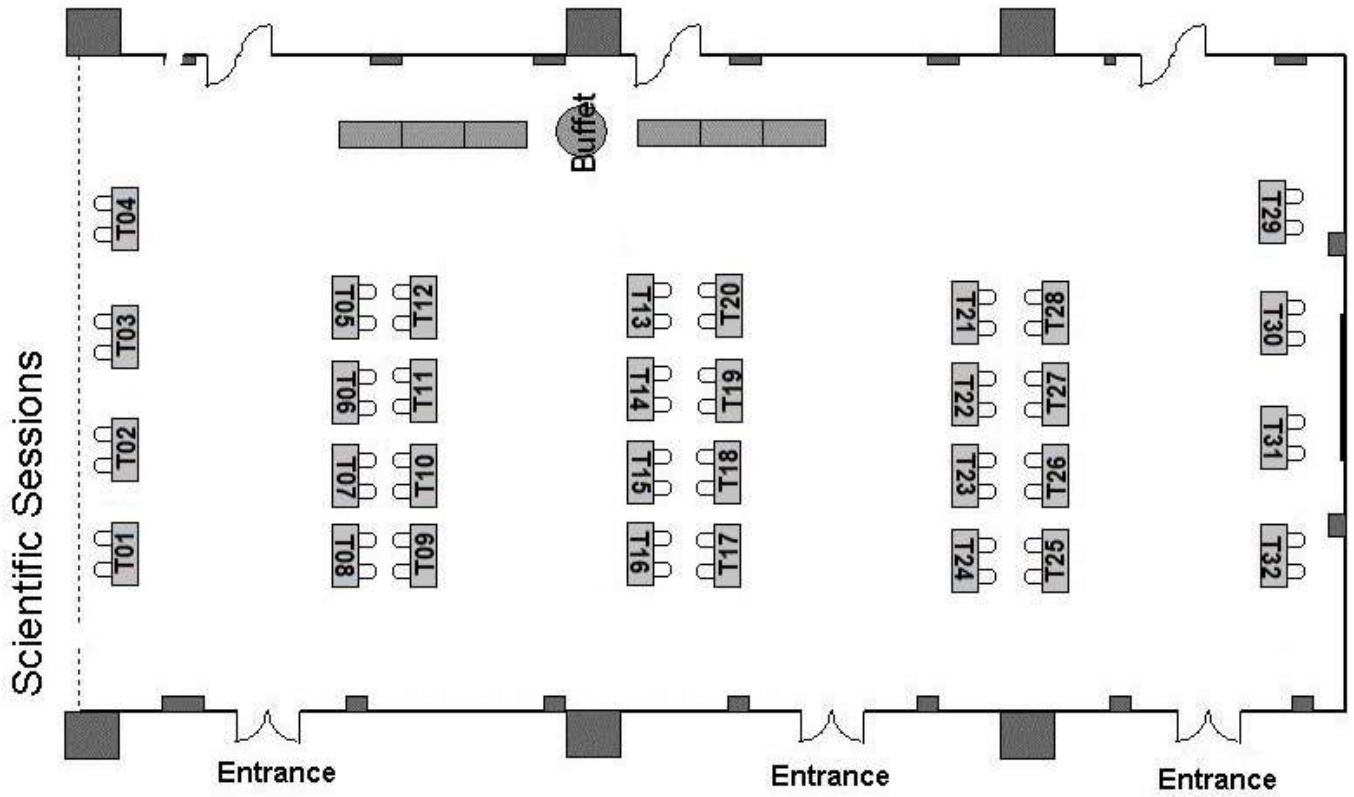 Scientific Sessions
Buffet
T04
T03
T02
T01
T05
T06
T07
T08
T12
T11
T10
T09
T13
T14
T15
T16
T20
T19
T18
T17
T21
T22
T23
T24
T28
T27
T26
T25
T29
T30
T31
T32
Entrance
Entrance
Entrance